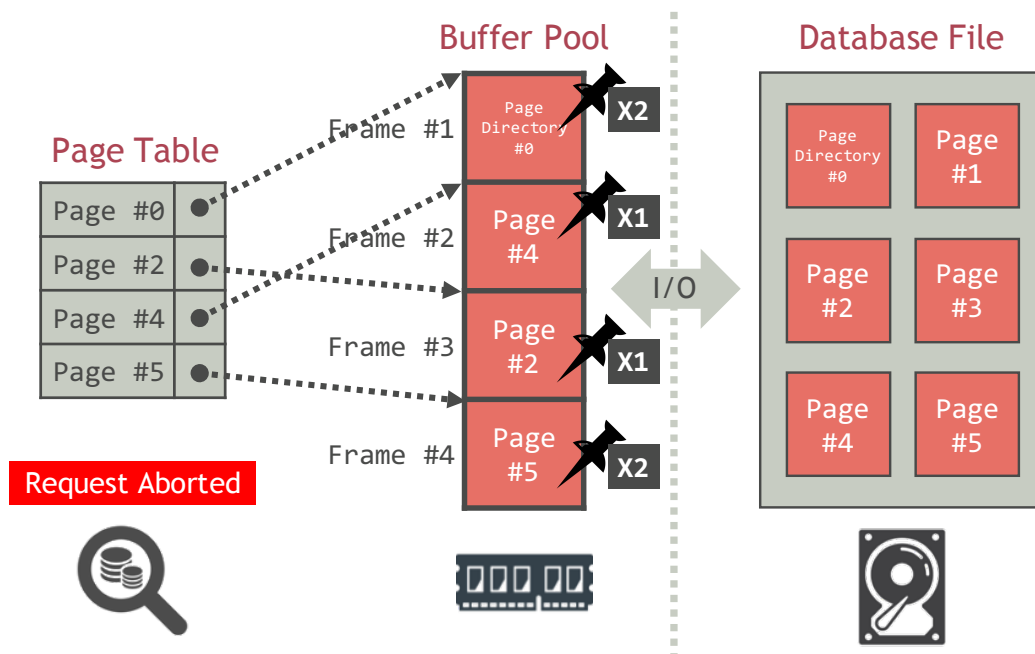 Buffer Pool
Database File
Page Table
Page #0
Page #2
Page #4
Page #5
Request Aborted
Frame #1
Frame #2
Frame #3
Frame #4
Page
Directory
#0
X2
Page
#4
X1
Page
#2
X1
Page
#5
X2
I/O
Page
Directory
#0
Page
#1
Page
#2
Page
#3
Page
#4
Page
#5